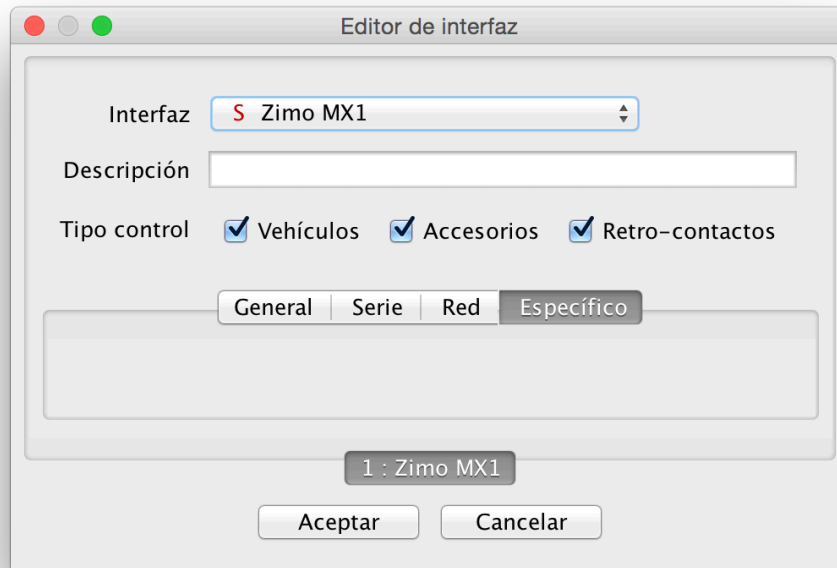 Editor de interfaz
Interfaz S Zimo MX1
Descripción
Tipo control Vehículos Accesorios Retro-contactos
General Serie Red Específico
1 : Zimo MX1
Aceptar Cancelar